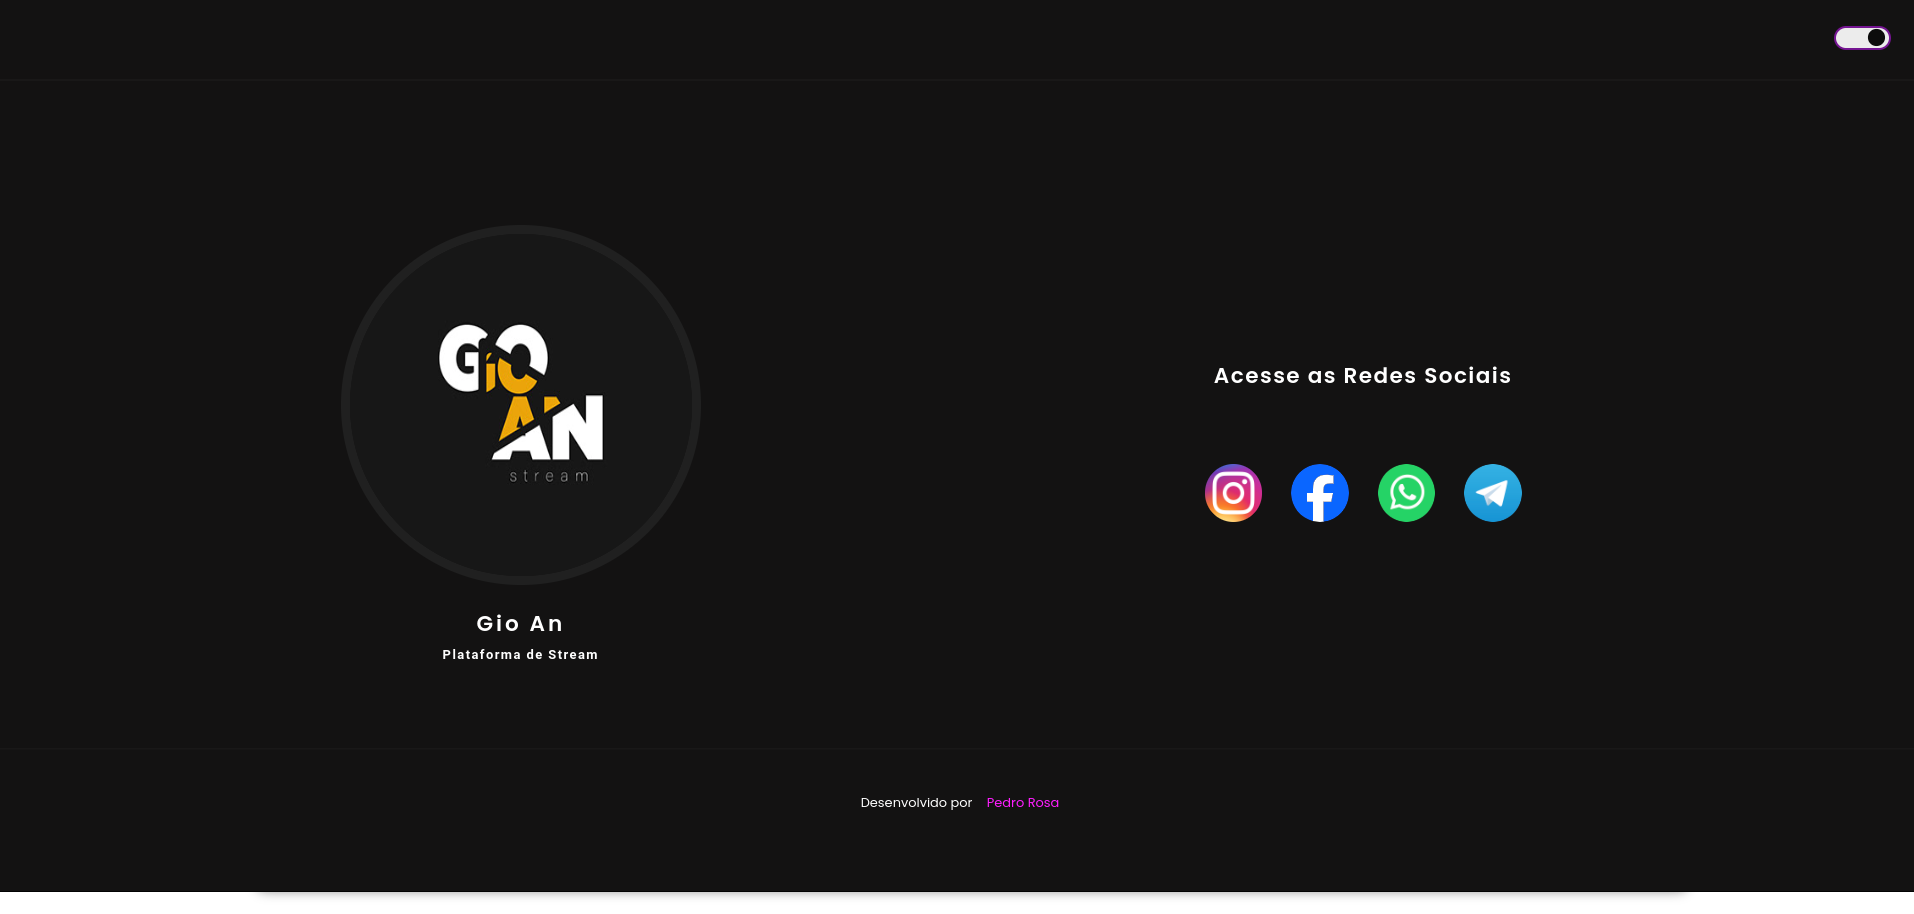 GiO
AN
stream
Gio An
Plataforma de Stream
Acesse as Redes Sociais
Desenvolvido por Pedro Rosa